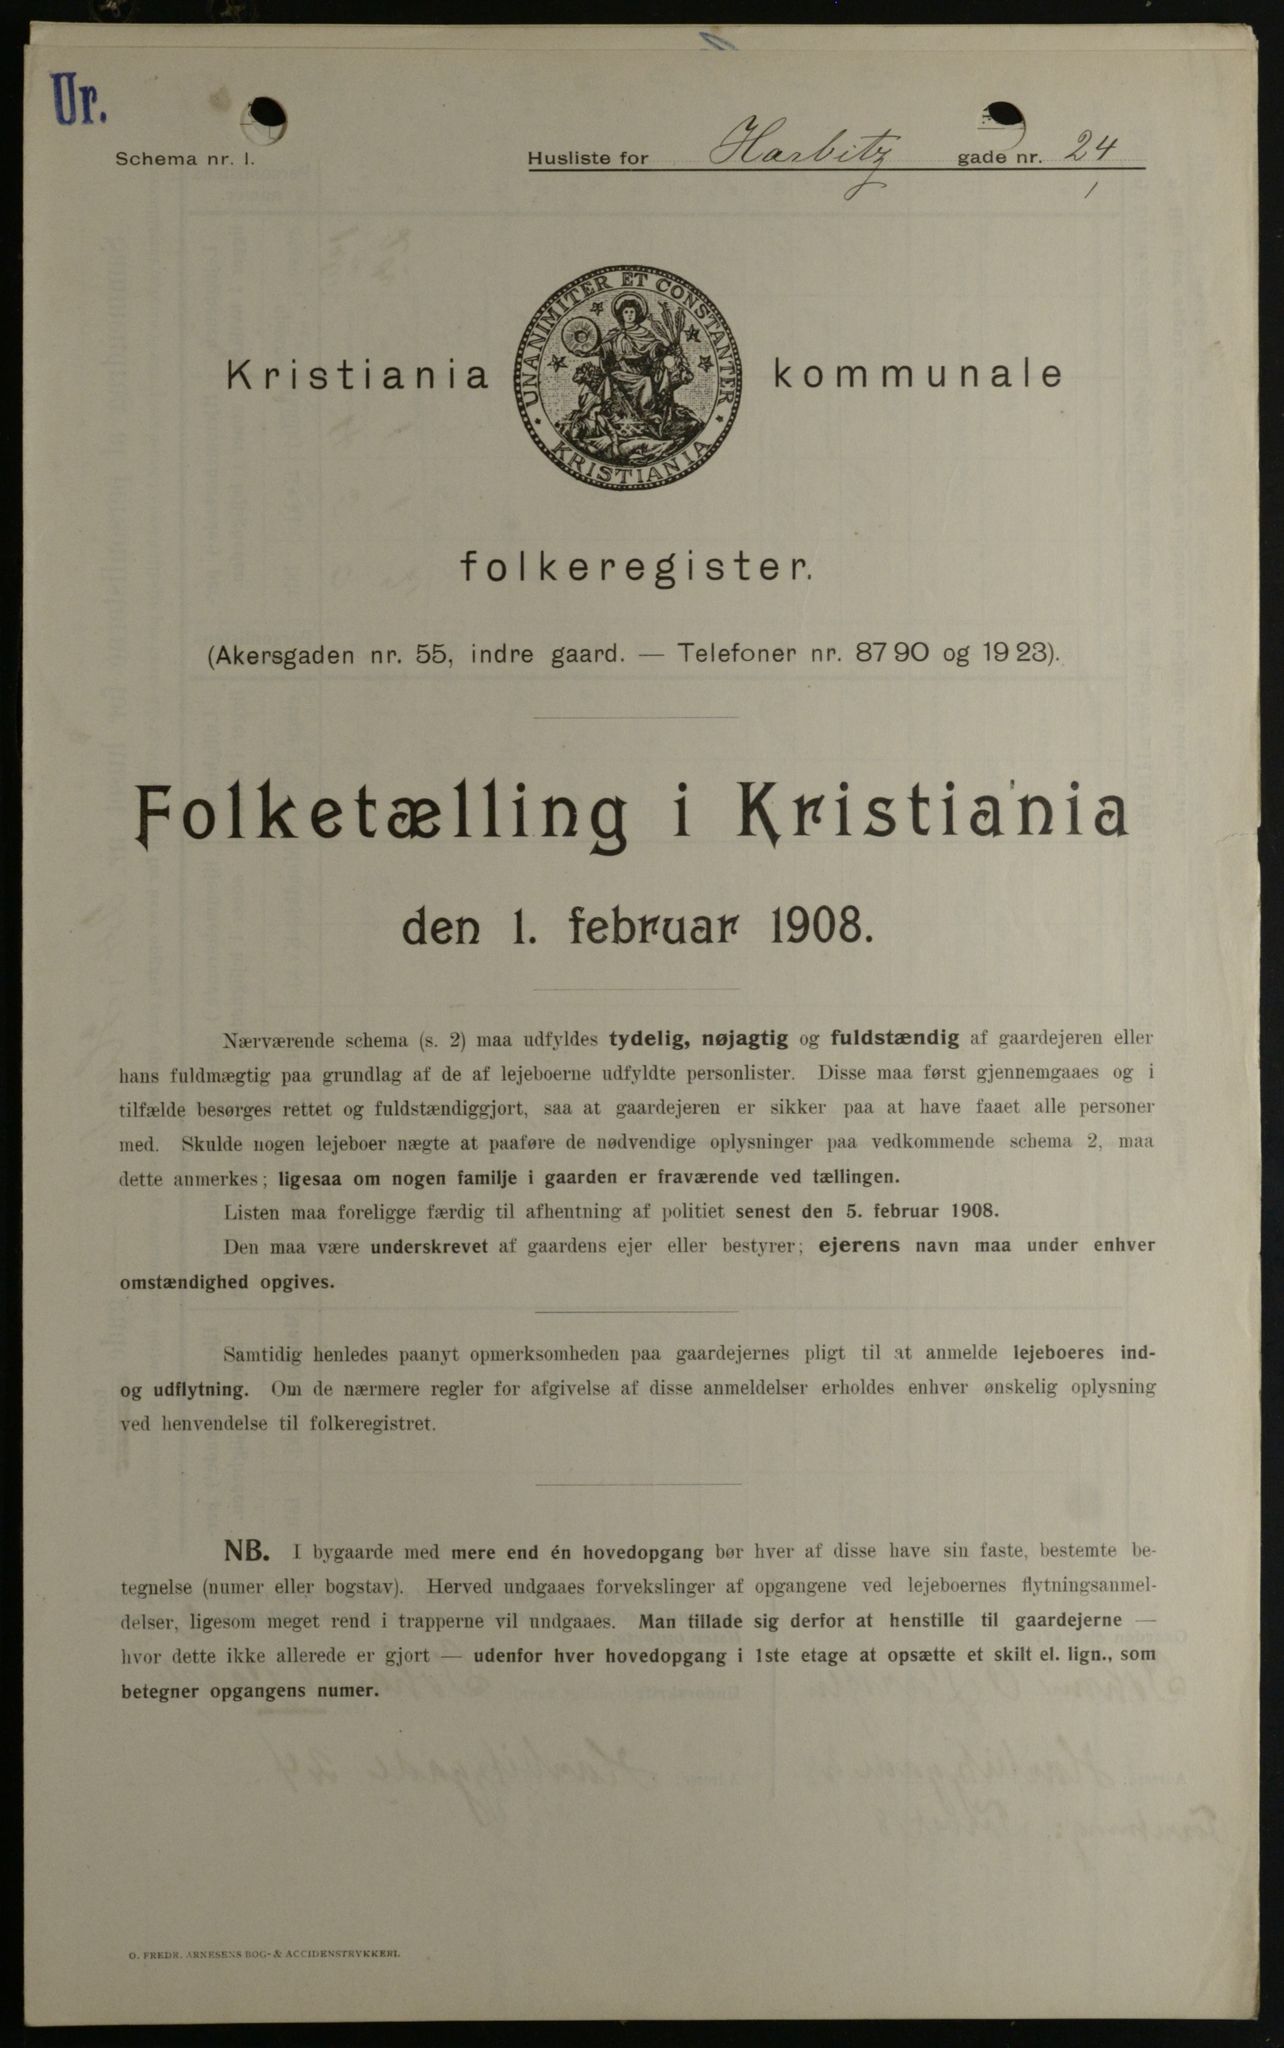 Ur.
Schema nr. 1.
Husliste for Harbitz gade nr. 24
UNANIMITER ET CONSTANTER
KRISTIANIA
Kristiania kommunale
folkeregister.
(Akersgaden nr. 55, indre gaard. — Telefoner nr. 8790 og 1923).
Folketælling i Kristiania
den 1. februar 1908.
Nærværende schema (s. 2) maa udfyldes tydelig, nøjagtig og fuldstændig af gaardejeren eller
hans fuldmægtig paa grundlag af de af lejeboerne udfyldte personlister. Disse maa først gjennemgaaes og i
tilfælde besørges rettet og fuldstændiggjort, saa at gaardejeren er sikker paa at have faaet alle personer
med. Skulde nogen lejeboer nægte at paaføre de nødvendige oplysninger paa vedkommende schema 2, maa
dette anmerkes; ligesaa om nogen familje i gaarden er fraværende ved tællingen.
Listen maa foreligge færdig til afhentning af politiet senest den 5. februar 1908.
Den maa være underskrevet af gaardens ejer eller bestyrer; ejerens navn maa under enhver
omstændighed opgives.
Samtidig henledes paanyt opmerksomheden paa gaardejernes pligt til at anmelde lejeboeres ind-
og udflytning. Om de nærmere regler for afgivelse af disse anmeldelser erholdes enhver ønskelig oplysning
ved henvendelse til folkeregistret.
NB. I bygaarde med mere end én hovedopgang bør hver af disse have sin faste, bestemte be-
tegnelse (numer eller bogstav). Herved undgaaes forvekslinger af opgangene ved lejeboernes flytningsanmel-
delser, ligesom meget rend i trapperne vil undgaaes. Man tillade sig derfor at henstille til gaardejerne —
hvor dette ikke allerede er gjort — udenfor hver hovedopgang i 1ste etage at opsætte et skilt el. lign., som
betegner opgangens numer.
O. FREDR. ARNESENS BOG- & ACCIDENSTRYKKERI.